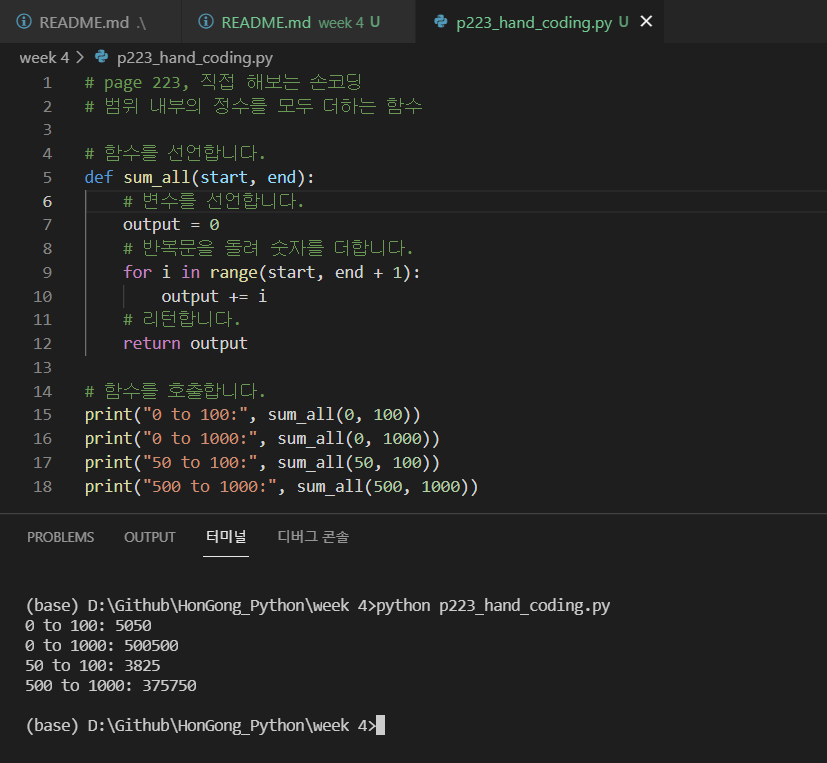 README.md .\ README.md week 4 U p223_hand_coding.py U
week 4 > p223_hand_coding.py
1 # page 223, 직접 해보는 손코딩
2 # 범위 내부의 정수를 모두 더하는 함수
3
4 # 함수를 선언합니다.
5 def sum_all(start, end):
6     # 변수를 선언합니다.
7     output = 0
8     # 반복문을 돌려 숫자를 더합니다.
9     for i in range(start, end + 1):
10         output += i
11     # 리턴합니다.
12     return output
13
14 # 함수를 호출합니다.
15 print("0 to 100:", sum_all(0, 100))
16 print("0 to 1000:", sum_all(0, 1000))
17 print("50 to 100:", sum_all(50, 100))
18 print("500 to 1000:", sum_all(500, 1000))
PROBLEMS OUTPUT 터미널 디버그 콘솔
(base) D:\Github\HonGong_Python\week 4>python p223_hand_coding.py
0 to 100: 5050
0 to 1000: 500500
50 to 100: 3825
500 to 1000: 375750
(base) D:\Github\HonGong_Python\week 4>